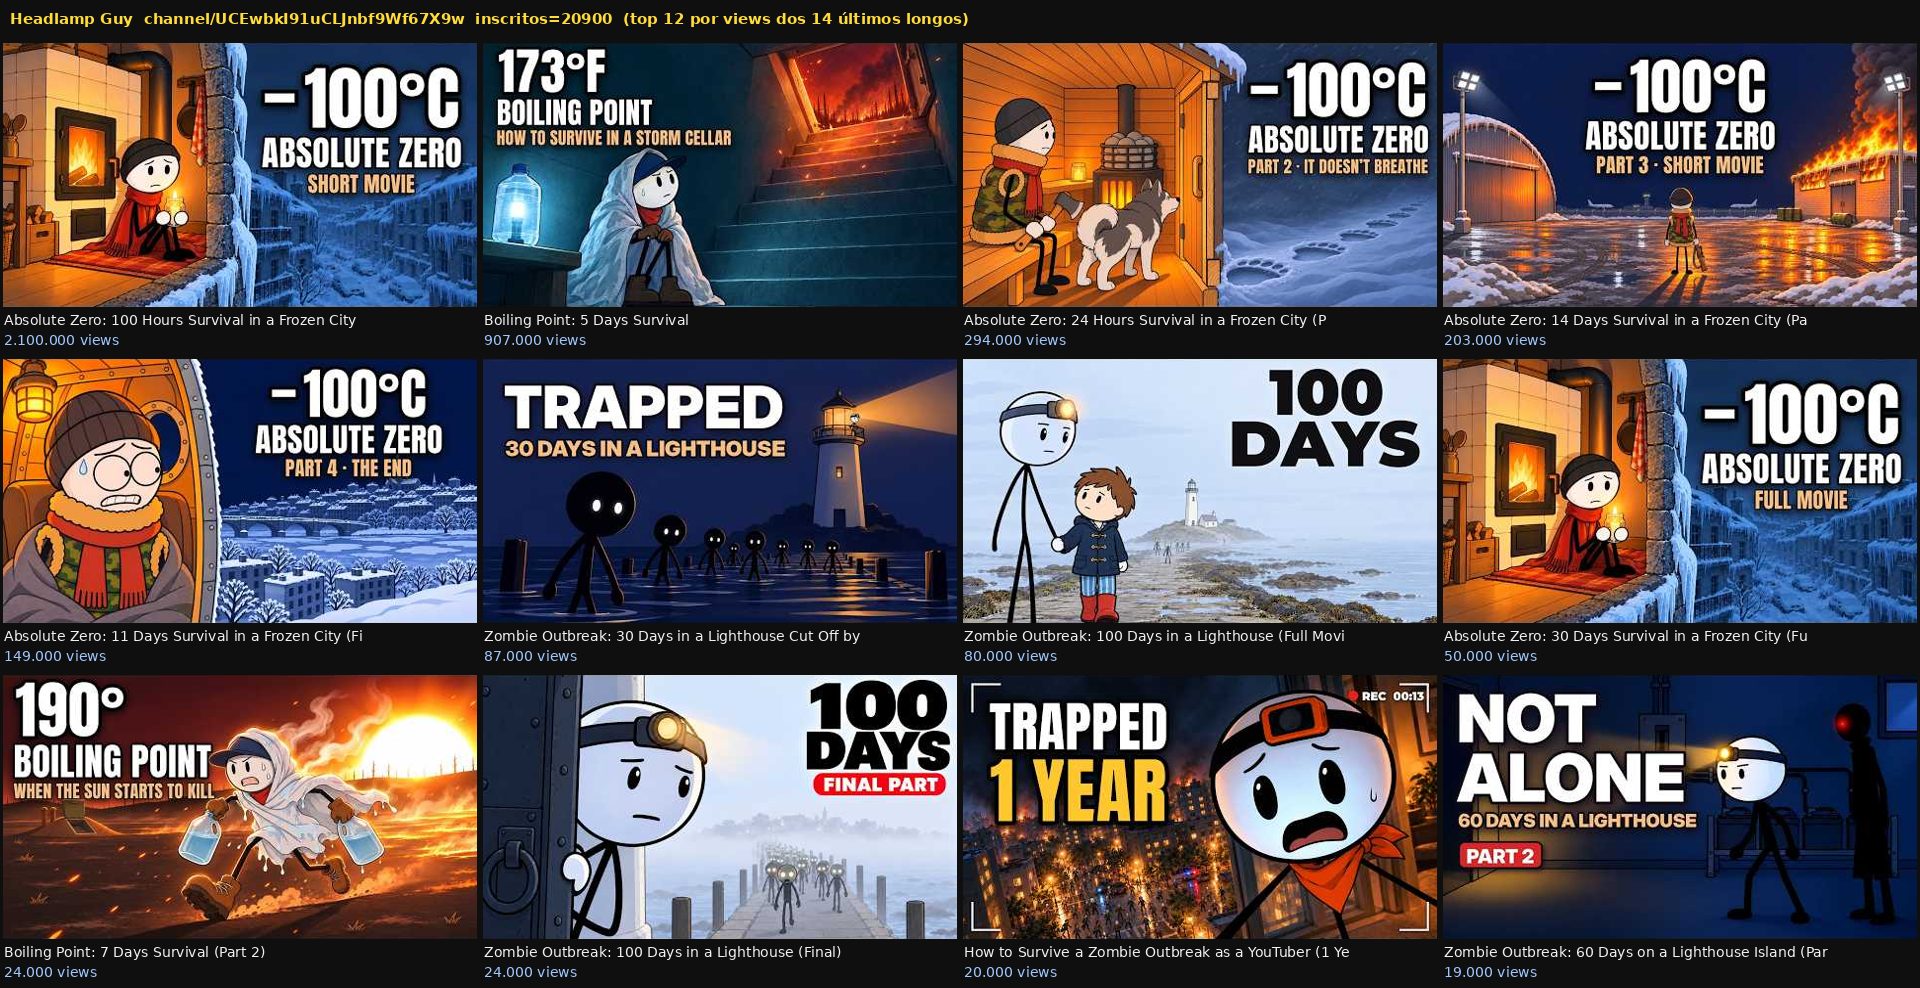 Headlamp Guy channel/UCEwbkI91uCLJnbf9Wf67X9w inscritos=20900 (top 12 por views dos 14 últimos longos)
−100°C
ABSOLUTE ZERO
SHORT MOVIE
Absolute Zero: 100 Hours Survival in a Frozen City
2.100.000 views
173°F
BOILING POINT
HOW TO SURVIVE IN A STORM CELLAR
Boiling Point: 5 Days Survival
907.000 views
−100°C
ABSOLUTE ZERO
PART 2 · IT DOESN'T BREATHE
Absolute Zero: 24 Hours Survival in a Frozen City (P
294.000 views
−100°C
ABSOLUTE ZERO
PART 3 · SHORT MOVIE
Absolute Zero: 14 Days Survival in a Frozen City (Pa
203.000 views
−100°C
ABSOLUTE ZERO
PART 4 · THE END
Absolute Zero: 11 Days Survival in a Frozen City (Fi
149.000 views
TRAPPED
30 DAYS IN A LIGHTHOUSE
Zombie Outbreak: 30 Days in a Lighthouse Cut Off by
87.000 views
100
DAYS
Zombie Outbreak: 100 Days in a Lighthouse (Full Movi
80.000 views
−100°C
ABSOLUTE ZERO
FULL MOVIE
Absolute Zero: 30 Days Survival in a Frozen City (Fu
50.000 views
190°
BOILING POINT
WHEN THE SUN STARTS TO KILL
Boiling Point: 7 Days Survival (Part 2)
24.000 views
100
DAYS
FINAL PART
Zombie Outbreak: 100 Days in a Lighthouse (Final)
24.000 views
REC 00:13
TRAPPED
1 YEAR
How to Survive a Zombie Outbreak as a YouTuber (1 Ye
20.000 views
NOT
ALONE
60 DAYS IN A LIGHTHOUSE
PART 2
Zombie Outbreak: 60 Days on a Lighthouse Island (Par
19.000 views